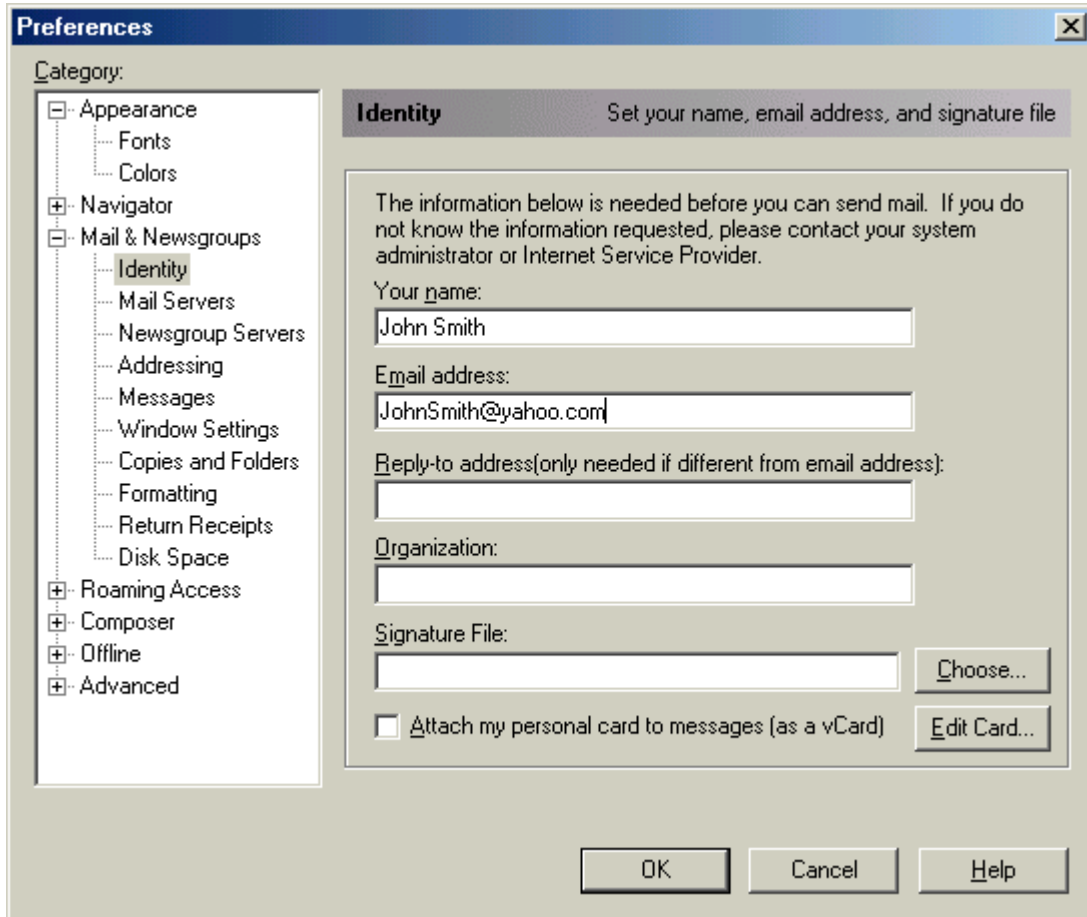 Preferences
Category:
Appearance
Fonts
Colors
Navigator
Mail & Newsgroups
Identity
Mail Servers
Newsgroup Servers
Addressing
Messages
Window Settings
Copies and Folders
Formatting
Return Receipts
Disk Space
Roaming Access
Composer
Offline
Advanced
Identity Set your name, email address, and signature file
The information below is needed before you can send mail. If you do
not know the information requested, please contact your system
administrator or Internet Service Provider.
Your name:
John Smith
Email address:
JohnSmith@yahoo.com
Reply-to address(only needed if different from email address):
Organization:
Signature File:
Choose...
Attach my personal card to messages (as a vCard)
Edit Card...
OK Cancel Help